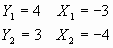 Y₁ = 4 X₁ = −3
Y₂ = 3 X₂ = −4